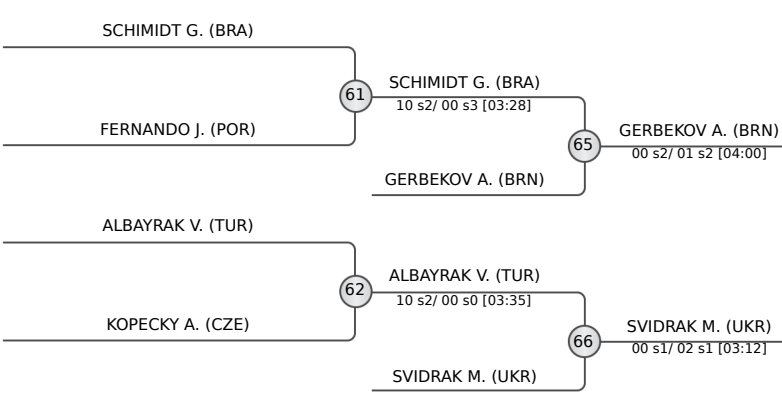 SCHIMIDT G. (BRA)
FERNANDO J. (POR)
61
SCHIMIDT G. (BRA)
10 s2/ 00 s3 [03:28]
GERBEKOV A. (BRN)
65
GERBEKOV A. (BRN)
00 s2/ 01 s2 [04:00]
ALBAYRAK V. (TUR)
KOPECKY A. (CZE)
62
ALBAYRAK V. (TUR)
10 s2/ 00 s0 [03:35]
SVIDRAK M. (UKR)
66
SVIDRAK M. (UKR)
00 s1/ 02 s1 [03:12]